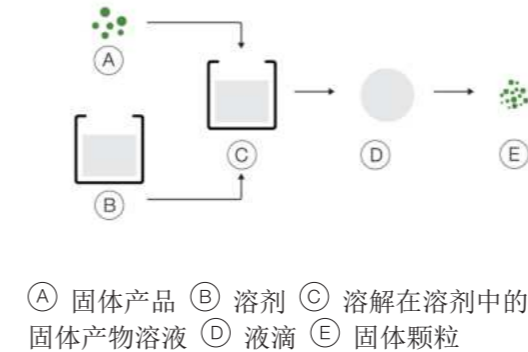 Ⓐ
Ⓑ
Ⓒ
Ⓓ
Ⓔ
Ⓐ 固体产品 Ⓑ 溶剂 Ⓒ 溶解在溶剂中的
固体产物溶液 Ⓓ 液滴 Ⓔ 固体颗粒